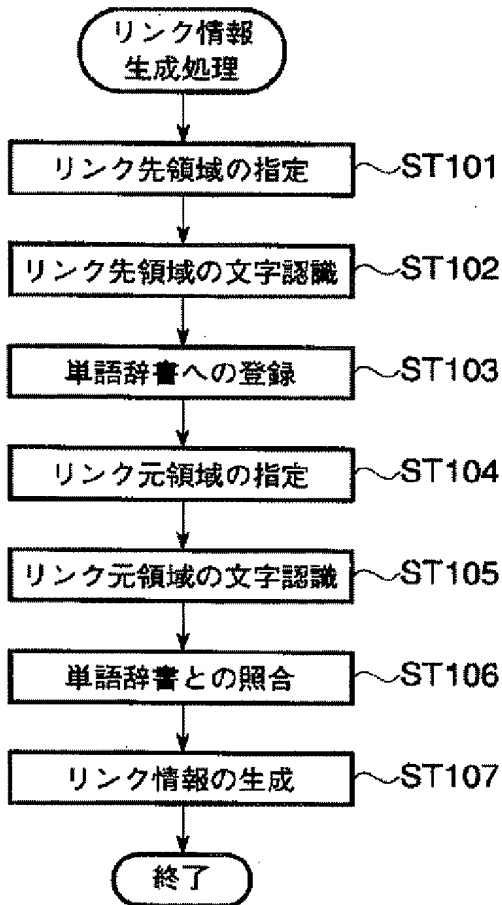 リンク情報
生成処理
リンク先領域の指定 ST101
リンク先領域の文字認識 ST102
単語辞書への登録 ST103
リンク元領域の指定 ST104
リンク元領域の文字認識 ST105
単語辞書との照合 ST106
リンク情報の生成 ST107
終了